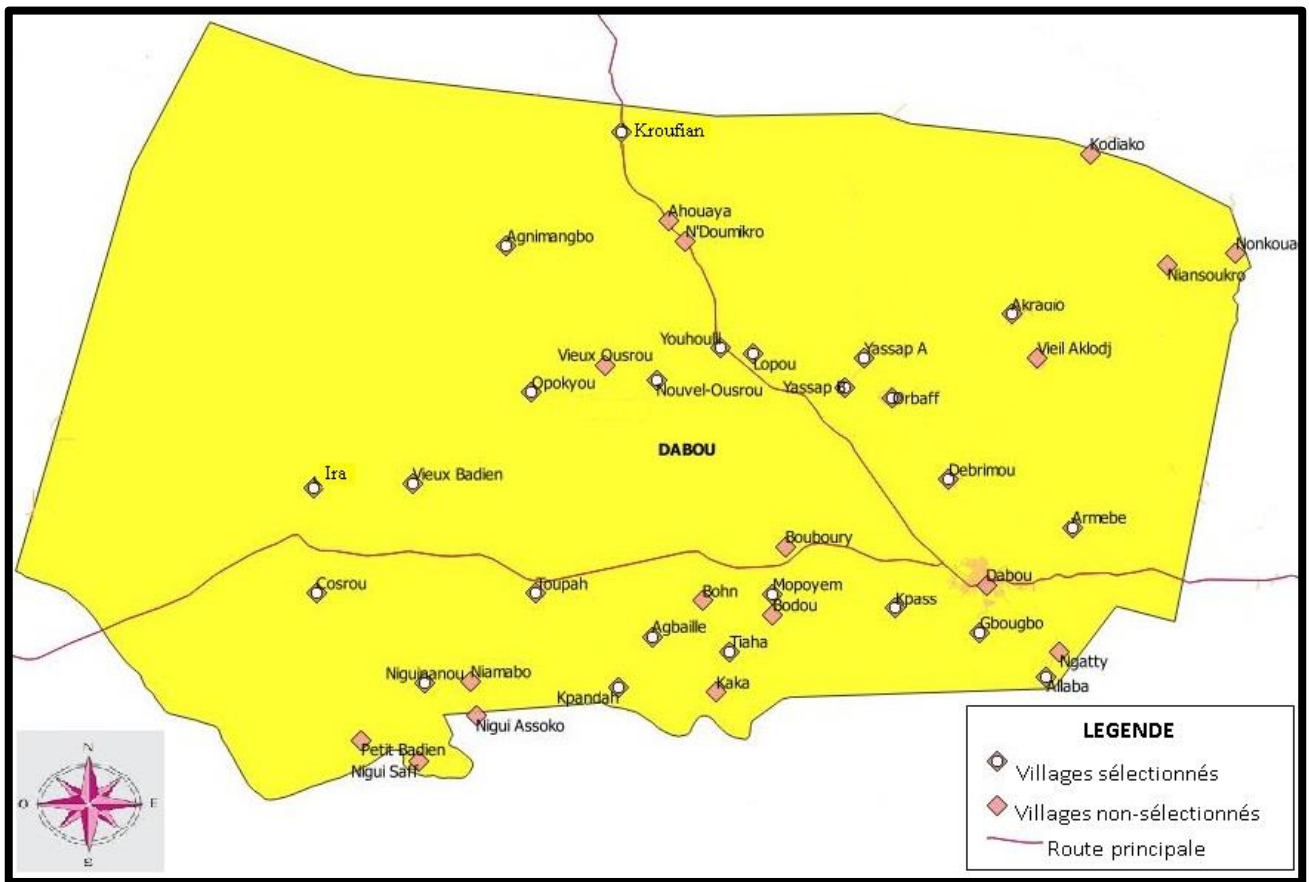 Kroufian
Kodiako
Ahouaya
N'Doumikro
Agnimangbo
Nonkoua
Niansoukro
Akradio
Youhoulil
Lopou
Yassap A
Vieil Aklodj
Vieux Ousrou
Opokyou
Nouvel-Ousrou
Yassap B
Orbaff
DABOU
Ira
Vieux Badien
Debrimou
Armebe
Bouboury
Dabou
Cosrou
Toupah
Bohn
Mopoyem
Bodou
Kpass
Agbaille
Tiaha
Gbougbo
Ngatty
Allaba
Niguinanou
Niamabo
Kpandah
Kaka
Nigui Assoko
Petit Badien
Nigui Saff
N
O
E
S
LEGENDE
Villages sélectionnés
Villages non-sélectionnés
Route principale